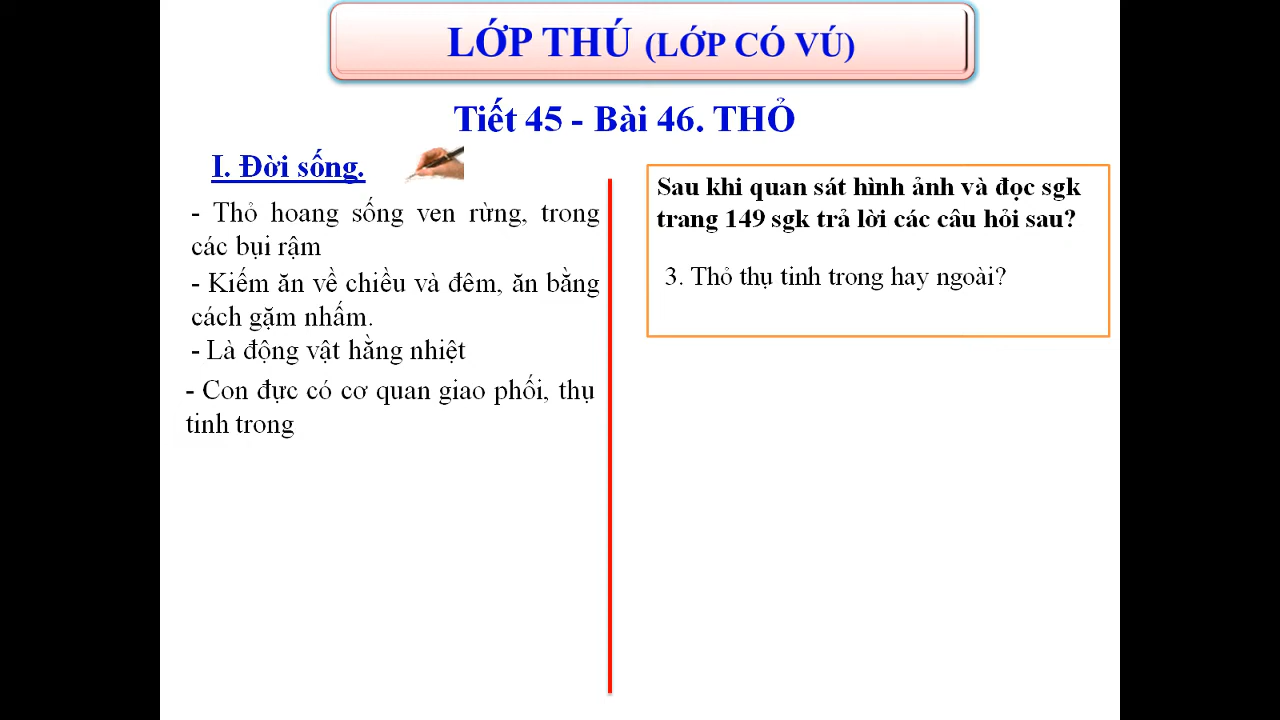 LỚP THÚ (LỚP CÓ VÚ)
Tiết 45 - Bài 46. THỎ
I. Đời sống.
- Thỏ hoang sống ven rừng, trong
các bụi rậm
- Kiếm ăn về chiều và đêm, ăn bằng
cách gặm nhấm.
- Là động vật hằng nhiệt
- Con đực có cơ quan giao phối, thụ
tinh trong
Sau khi quan sát hình ảnh và đọc sgk
trang 149 sgk trả lời các câu hỏi sau?
3. Thỏ thụ tinh trong hay ngoài?